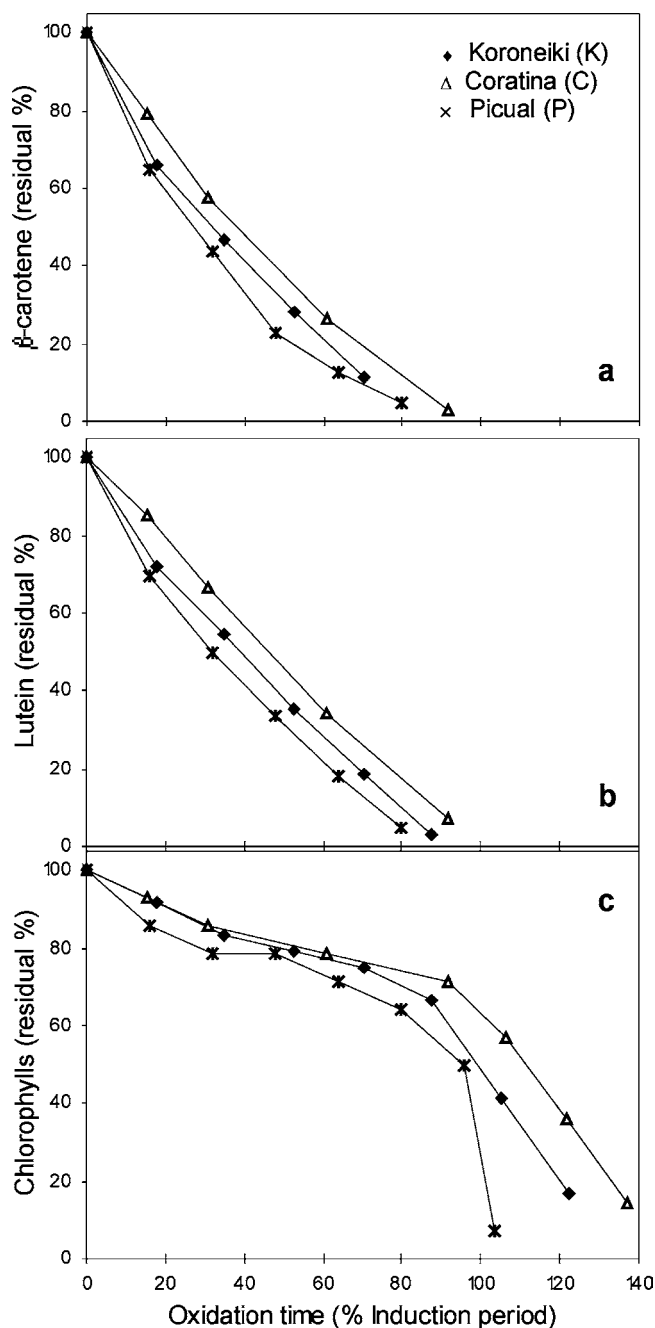 100
80
60
40
20
0
β-carotene (residual %)
Koroneiki (K)
Coratina (C)
Picual (P)
a
100
80
60
40
20
0
Lutein (residual %)
b
100
80
60
40
20
0
Chlorophylls (residual %)
c
0 20 40 60 80 100 120 140
Oxidation time (% Induction period)